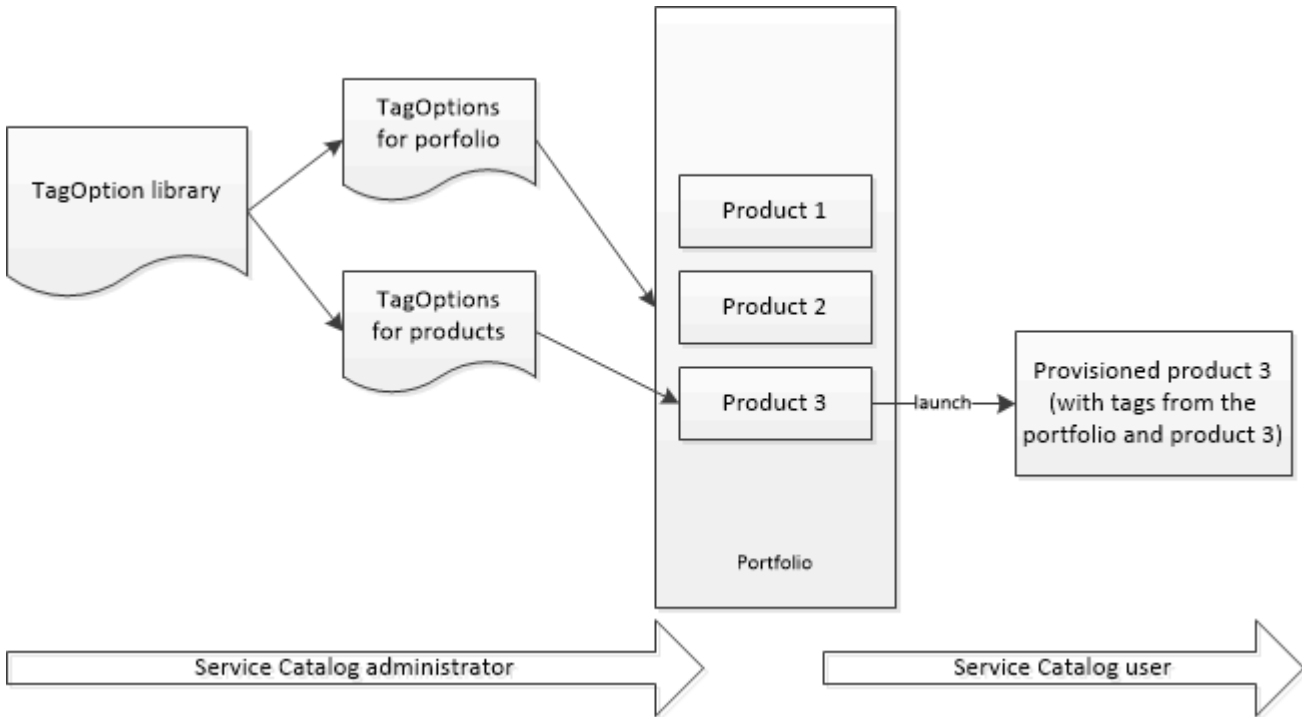 TagOption library
TagOptions
for porfolio
TagOptions
for products
Product 1
Product 2
Product 3
launch
Provisioned product 3
(with tags from the
portfolio and product 3)
Portfolio
Service Catalog administrator
Service Catalog user